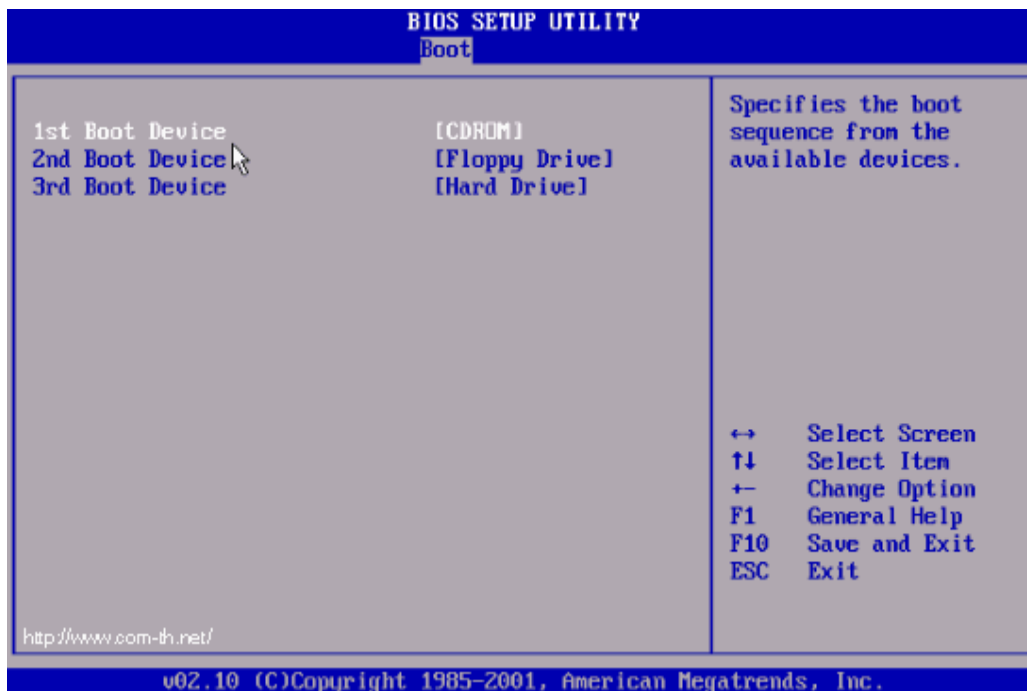 BIOS SETUP UTILITY
Boot
1st Boot Device [CDROM]
2nd Boot Device [Floppy Drive]
3rd Boot Device [Hard Drive]
Specifies the boot
sequence from the
available devices.
↔ Select Screen
↑↓ Select Item
+- Change Option
F1 General Help
F10 Save and Exit
ESC Exit
http://www.com-th.net/
v02.10 (C)Copyright 1985-2001, American Megatrends, Inc.